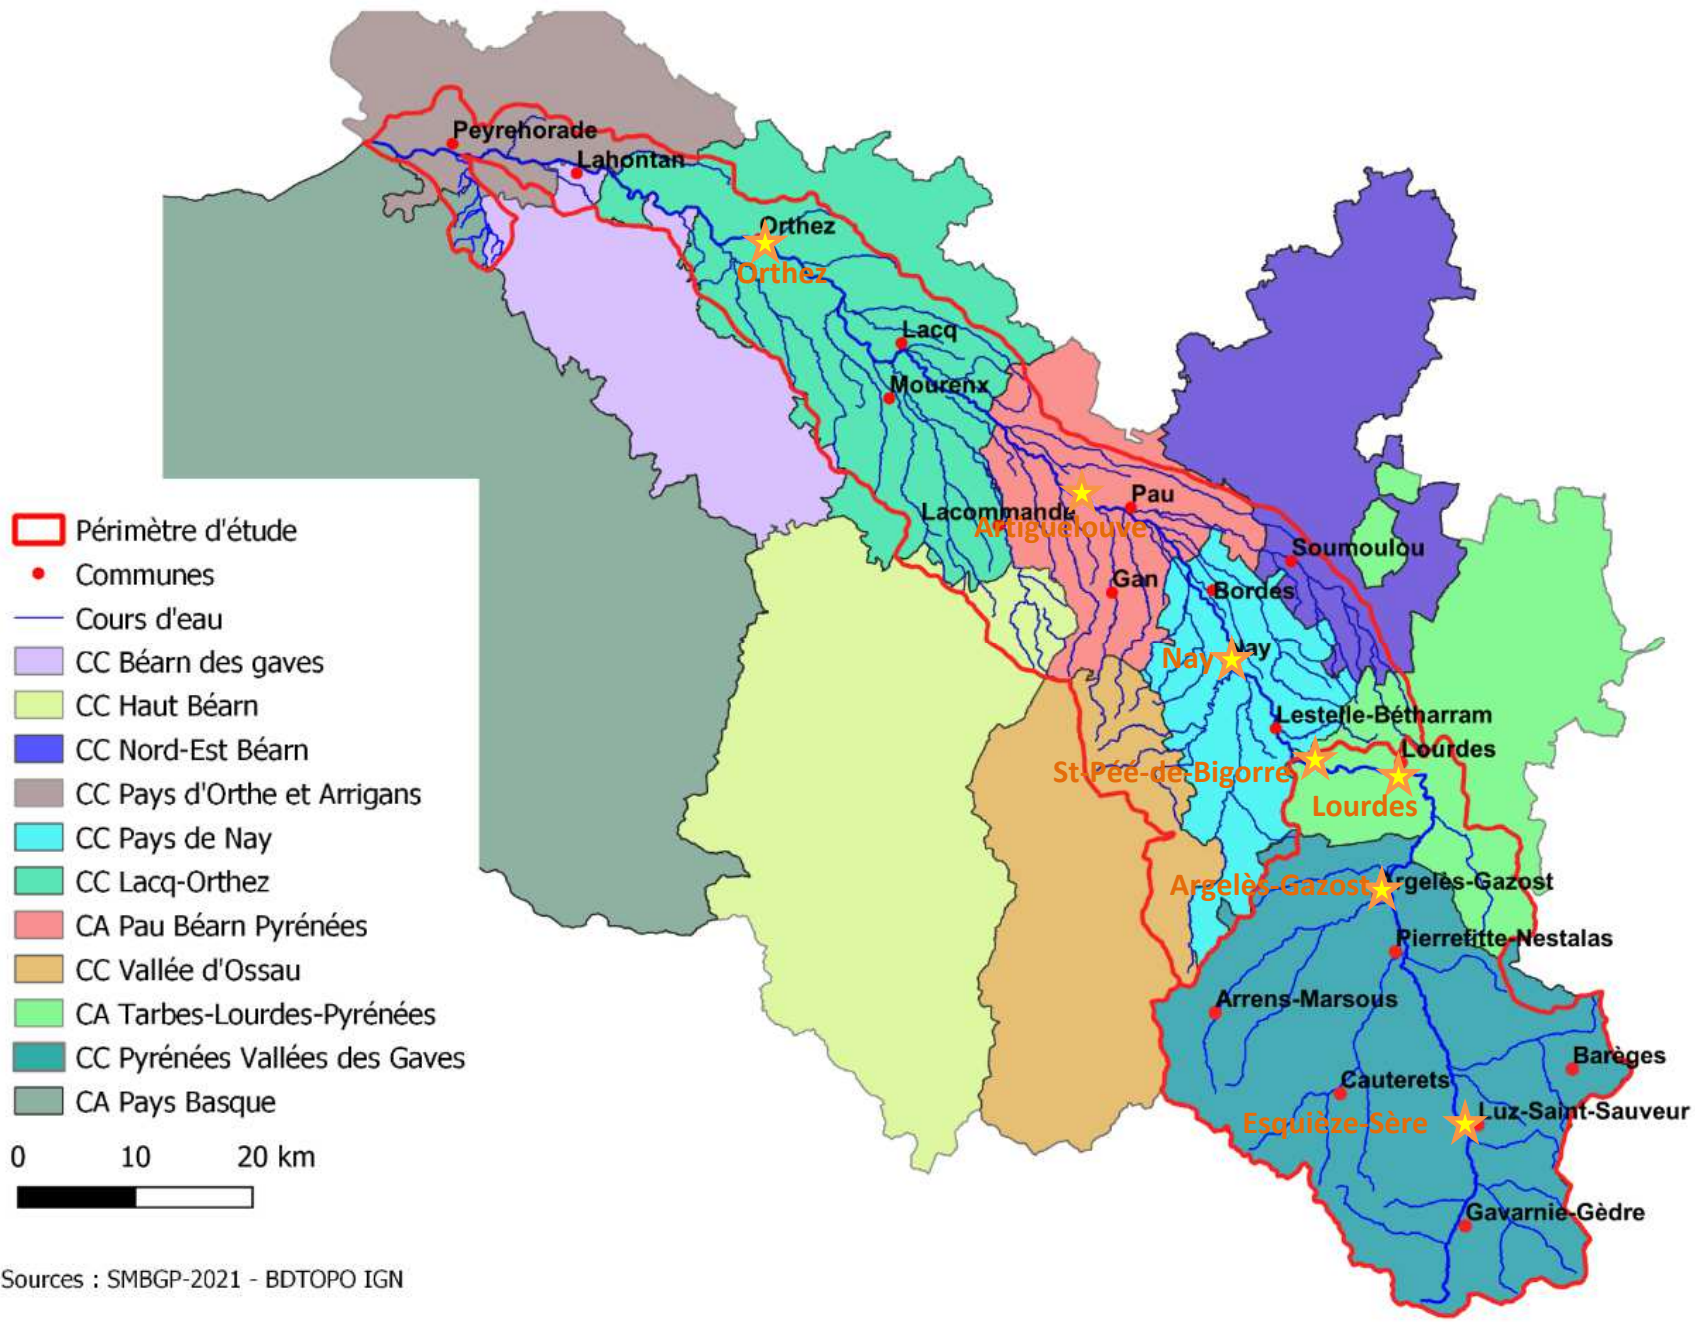 Peyrehorade
Lahontan
Orthez
Orthez
Lacq
Mourenx
Pau
Lacommande
Artiguelouve
Soumoulou
Gan
Bordes
Nay
Nay
Lestelle-Bétharram
Lourdes
St-Pée-de-Bigorre
Lourdes
Argelès-Gazost
Argelès-Gazost
Pierrefitte-Nestalas
Arrens-Marsous
Barèges
Cauterets
Luz-Saint-Sauveur
Esquièze-Sère
Gavarnie-Gèdre
Périmètre d'étude
Communes
Cours d'eau
CC Béarn des gaves
CC Haut Béarn
CC Nord-Est Béarn
CC Pays d'Orthe et Arrigans
CC Pays de Nay
CC Lacq-Orthez
CA Pau Béarn Pyrénées
CC Vallée d'Ossau
CA Tarbes-Lourdes-Pyrénées
CC Pyrénées Vallées des Gaves
CA Pays Basque
0 10 20 km
Sources : SMBGP-2021 - BDTOPO IGN